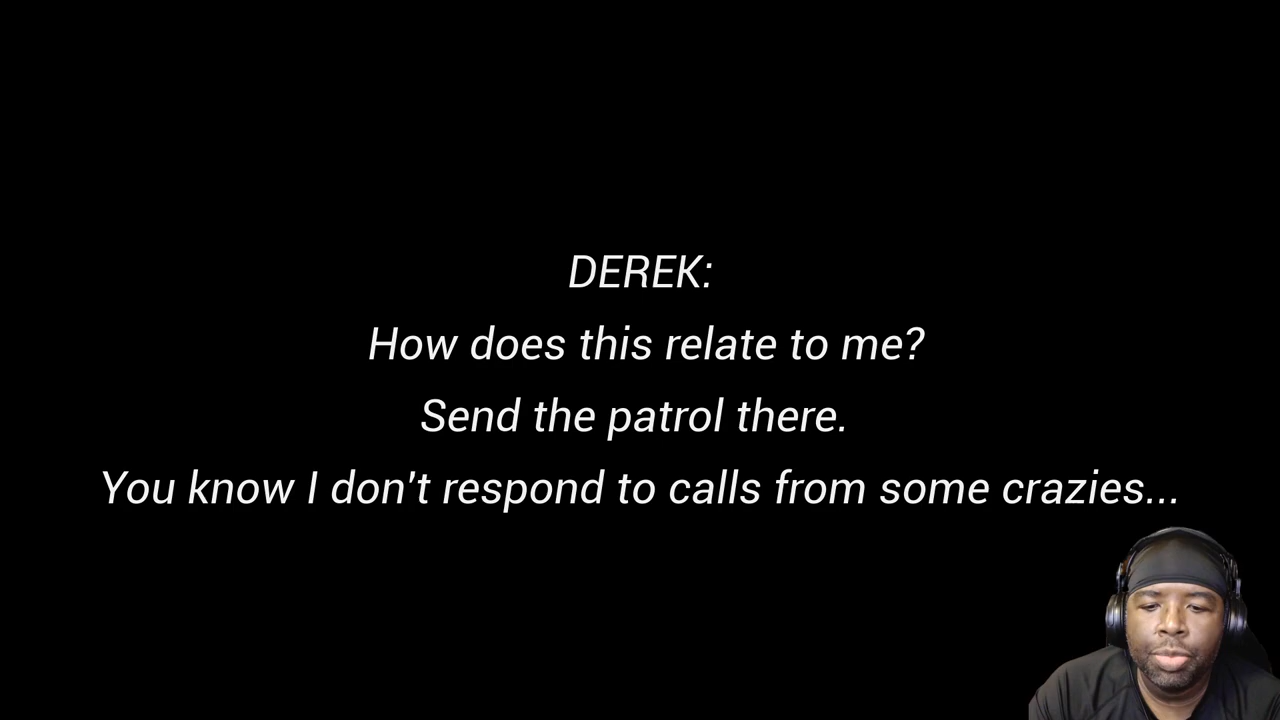 DEREK:
How does this relate to me?
Send the patrol there.
You know I don't respond to calls from some crazies...